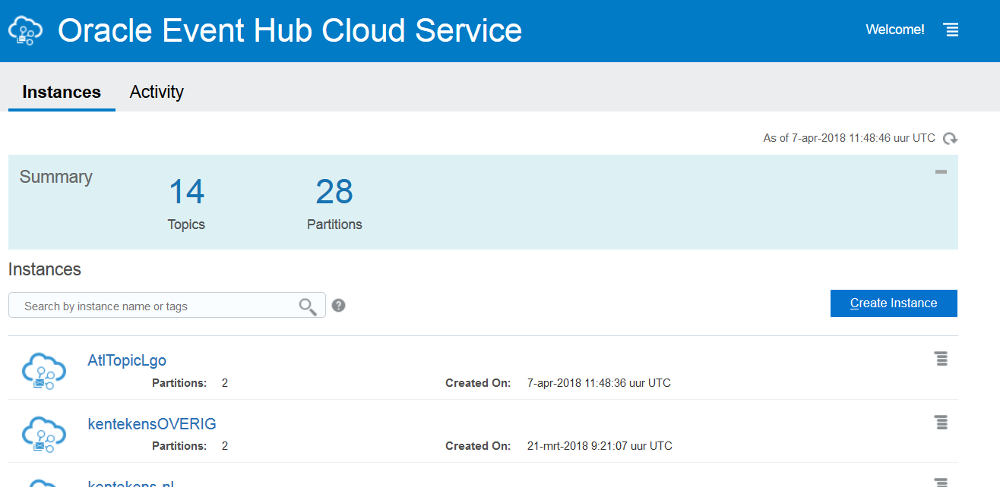 Oracle Event Hub Cloud Service
Welcome!
Instances Activity
As of 7-apr-2018 11:48:46 uur UTC
Summary
14 28
Topics Partitions
Instances
Search by instance name or tags ?
Create Instance
AtlTopicLgo
Partitions: 2 Created On: 7-apr-2018 11:48:36 uur UTC
kentekensOVERIG
Partitions: 2 Created On: 21-mrt-2018 9:21:07 uur UTC